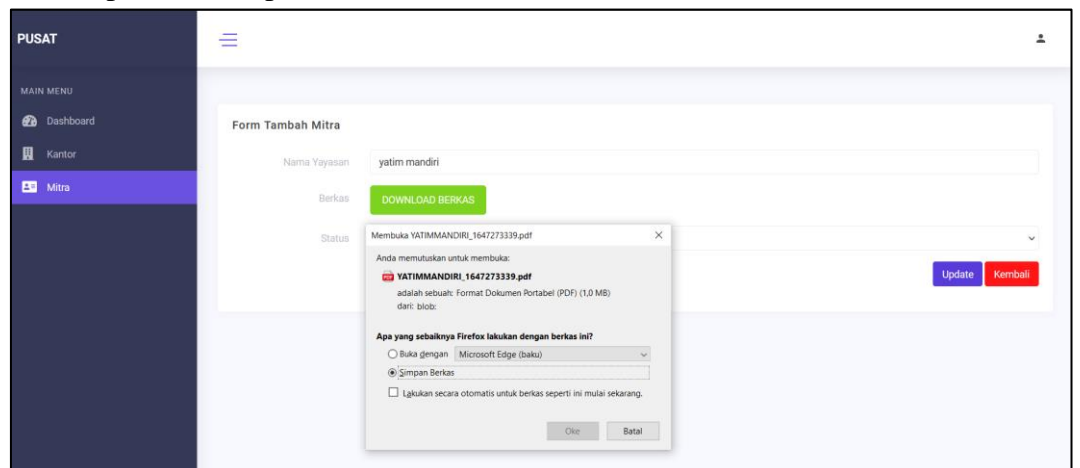 PUSAT
MAIN MENU
Dashboard
Kantor
Mitra
Form Tambah Mitra
Nama Yayasan
yatim mandiri
Berkas
DOWNLOAD BERKAS
Status
Update
Kembali
Membuka YATIMMANDIRI_1647273339.pdf
Anda memutuskan untuk membuka:
YATIMMANDIRI_1647273339.pdf
adalah sebuah: Format Dokumen Portabel (PDF) (1,0 MB)
dari: blob:
Apa yang sebaiknya Firefox lakukan dengan berkas ini?
Buka dengan Microsoft Edge (baku)
Simpan Berkas
Lakukan secara otomatis untuk berkas seperti ini mulai sekarang.
Oke Batal